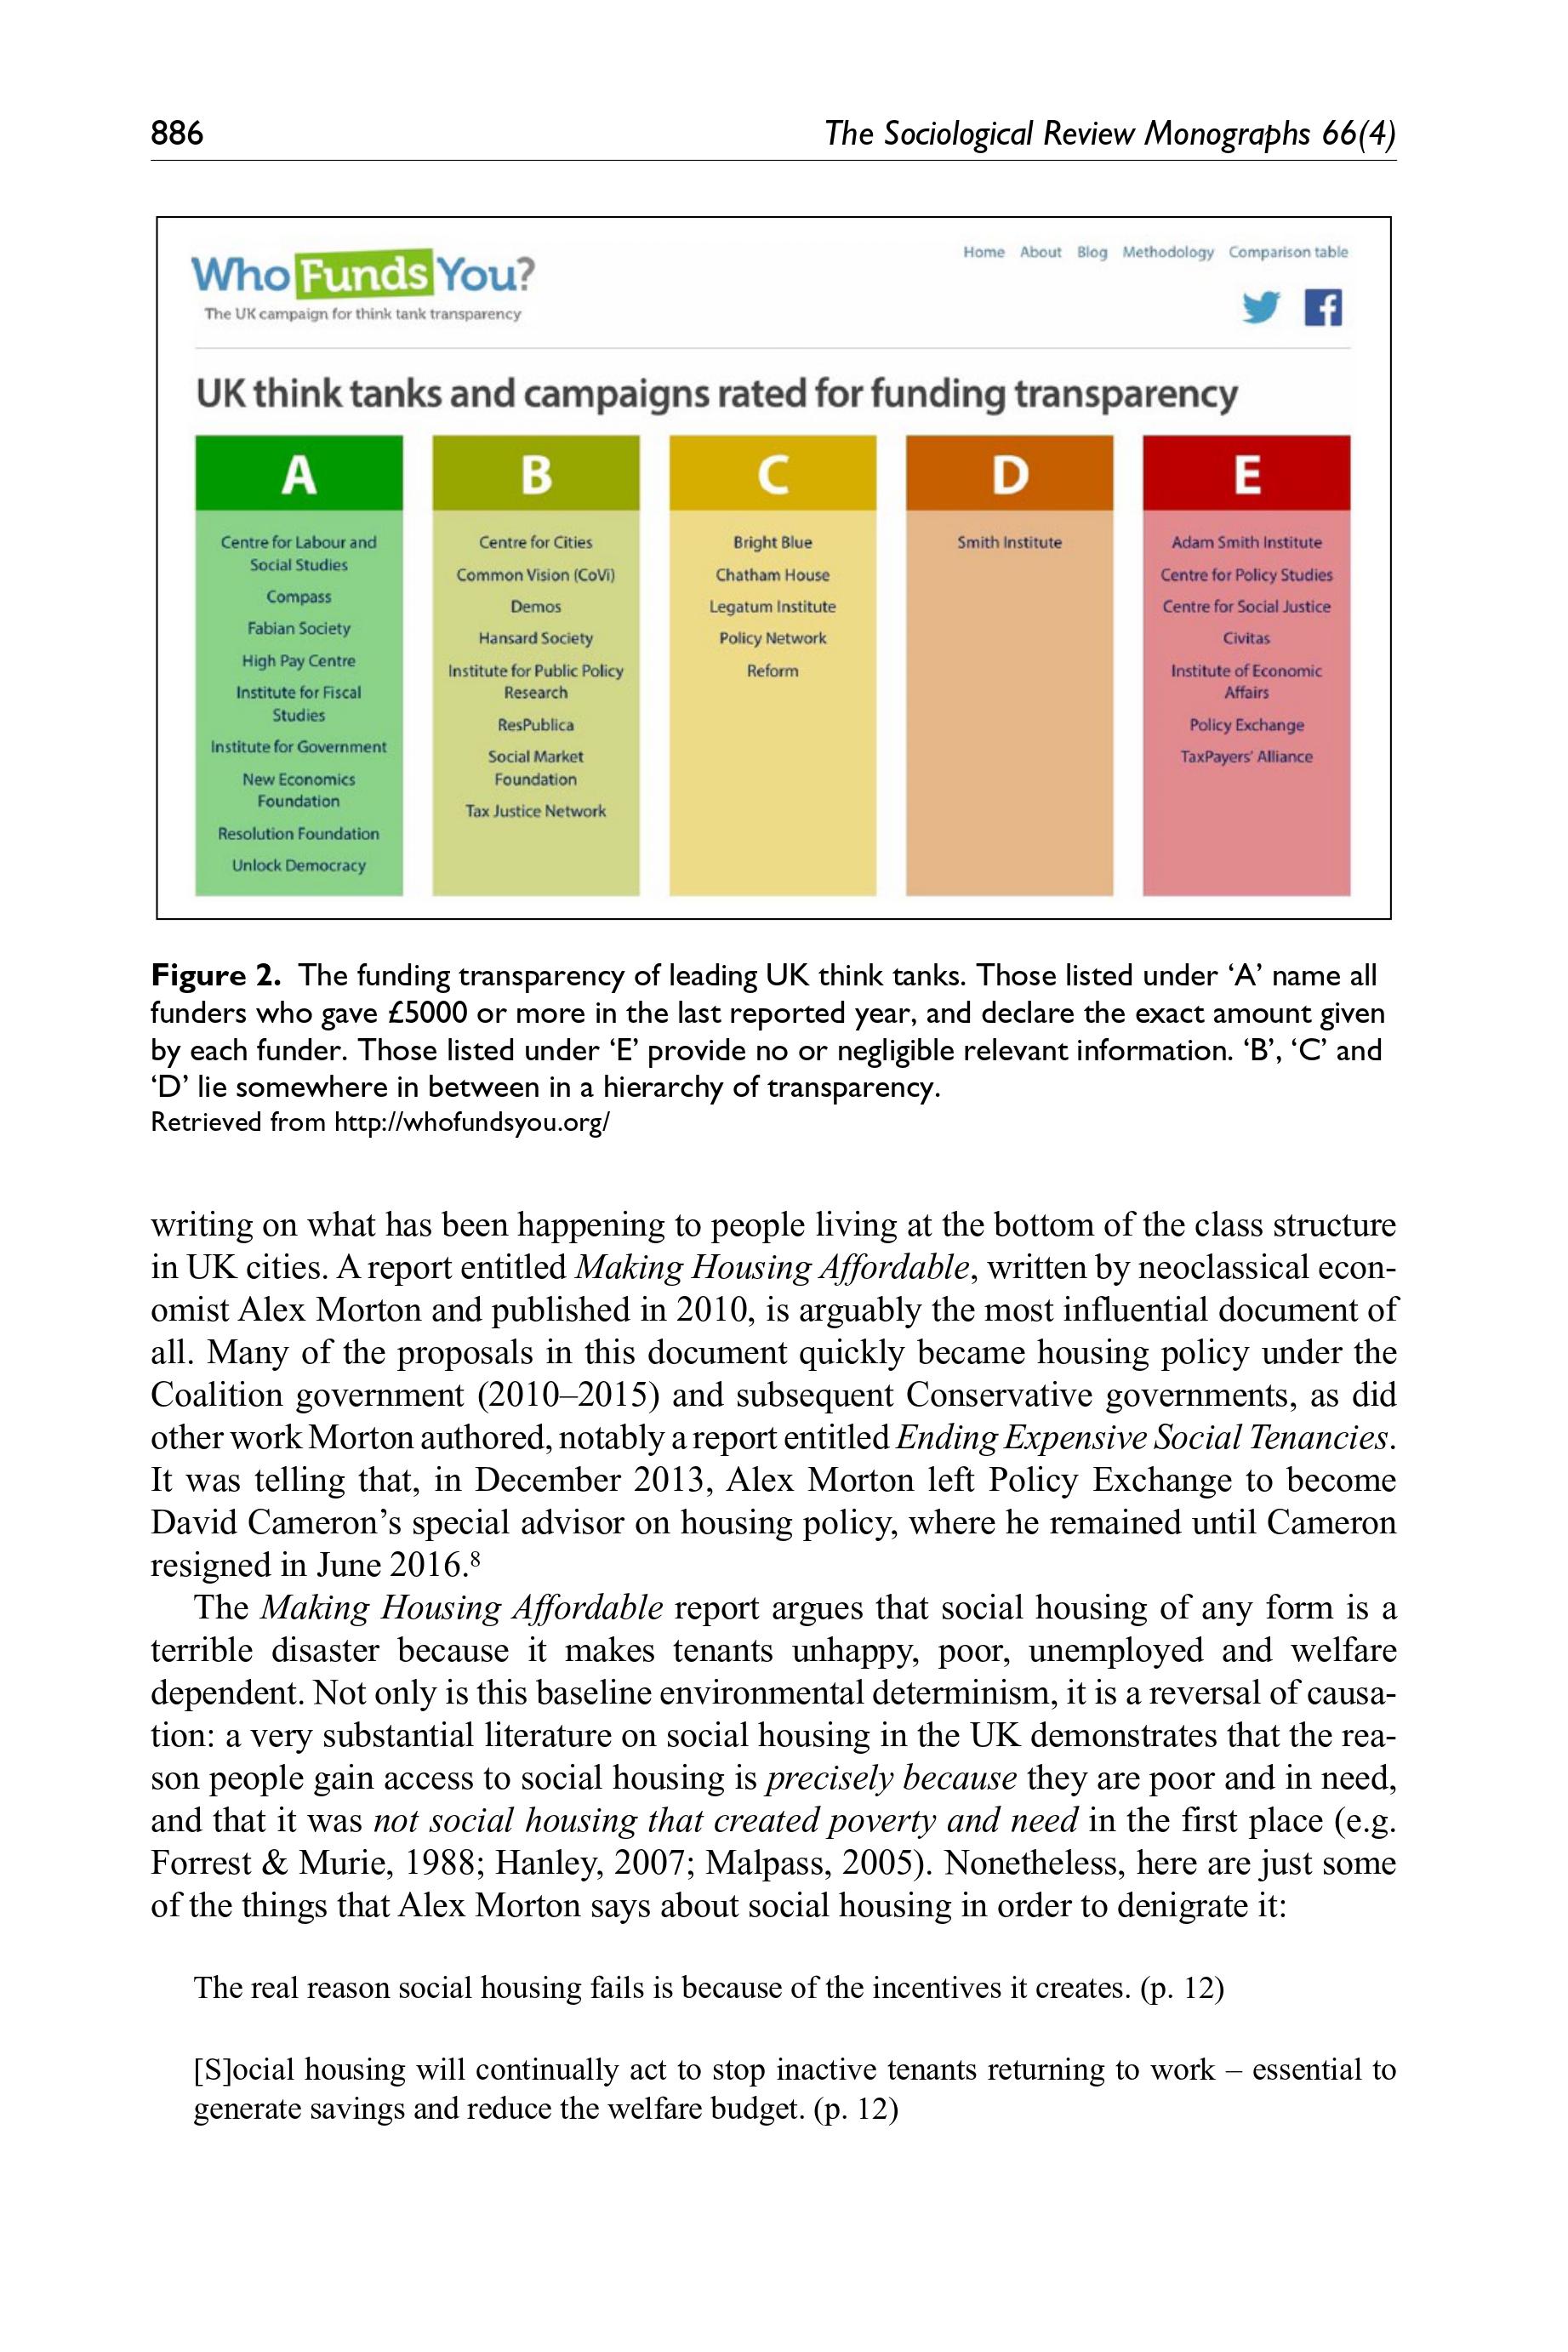 886
The Sociological Review Monographs 66(4)
Who Funds You?
The UK campaign for think tank transparency
Home About Blog Methodology Comparison table
UK think tanks and campaigns rated for funding transparency
A
Centre for Labour and
Social Studies
Compass
Fabian Society
High Pay Centre
Institute for Fiscal
Studies
Institute for Government
New Economics
Foundation
Resolution Foundation
Unlock Democracy
B
Centre for Cities
Common Vision (CoVi)
Demos
Hansard Society
Institute for Public Policy
Research
ResPublica
Social Market
Foundation
Tax Justice Network
C
Bright Blue
Chatham House
Legatum Institute
Policy Network
Reform
D
Smith Institute
E
Adam Smith Institute
Centre for Policy Studies
Centre for Social Justice
Civitas
Institute of Economic
Affairs
Policy Exchange
TaxPayers' Alliance
Figure 2. The funding transparency of leading UK think tanks. Those listed under ‘A’ name all
funders who gave £5000 or more in the last reported year, and declare the exact amount given
by each funder. Those listed under ‘E’ provide no or negligible relevant information. ‘B’, ‘C’ and
‘D’ lie somewhere in between in a hierarchy of transparency.
Retrieved from http://whofundsyou.org/
writing on what has been happening to people living at the bottom of the class structure
in UK cities. A report entitled Making Housing Affordable, written by neoclassical econ-
omist Alex Morton and published in 2010, is arguably the most influential document of
all. Many of the proposals in this document quickly became housing policy under the
Coalition government (2010–2015) and subsequent Conservative governments, as did
other work Morton authored, notably a report entitled Ending Expensive Social Tenancies.
It was telling that, in December 2013, Alex Morton left Policy Exchange to become
David Cameron’s special advisor on housing policy, where he remained until Cameron
resigned in June 2016.8
The Making Housing Affordable report argues that social housing of any form is a
terrible disaster because it makes tenants unhappy, poor, unemployed and welfare
dependent. Not only is this baseline environmental determinism, it is a reversal of causa-
tion: a very substantial literature on social housing in the UK demonstrates that the rea-
son people gain access to social housing is precisely because they are poor and in need,
and that it was not social housing that created poverty and need in the first place (e.g.
Forrest & Murie, 1988; Hanley, 2007; Malpass, 2005). Nonetheless, here are just some
of the things that Alex Morton says about social housing in order to denigrate it:
The real reason social housing fails is because of the incentives it creates. (p. 12)
[S]ocial housing will continually act to stop inactive tenants returning to work – essential to
generate savings and reduce the welfare budget. (p. 12)